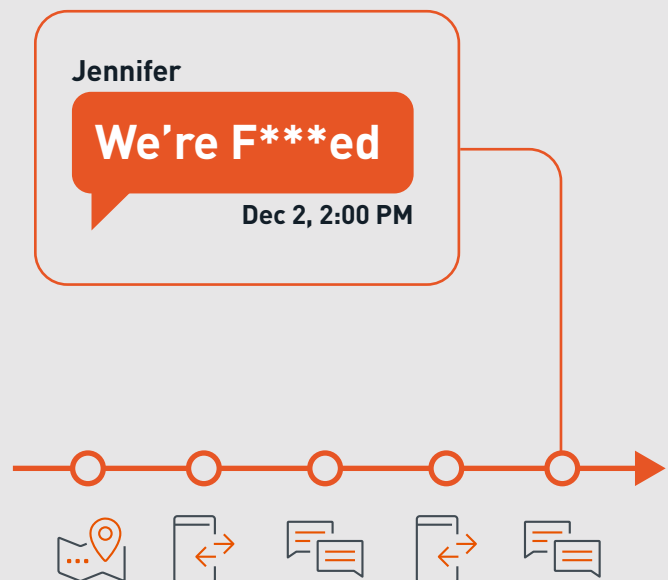 Jennifer
We’re F***ed
Dec 2, 2:00 PM